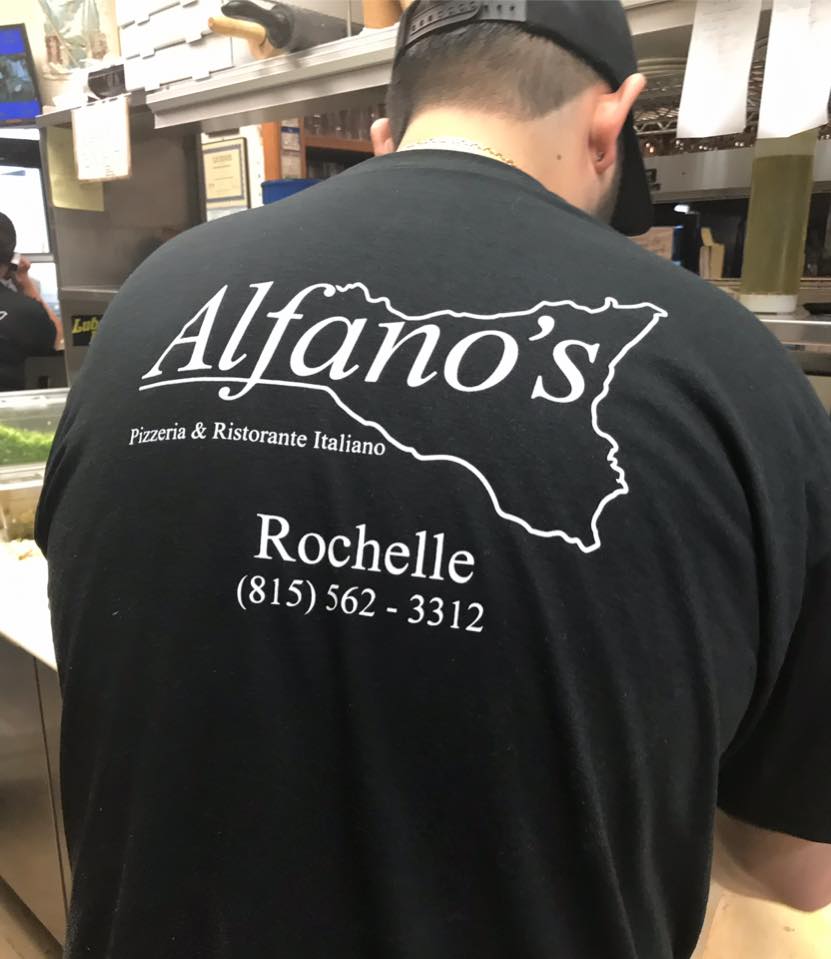 Alfano's
Pizzeria & Ristorante Italiano
Rochelle
(815) 562 - 3312